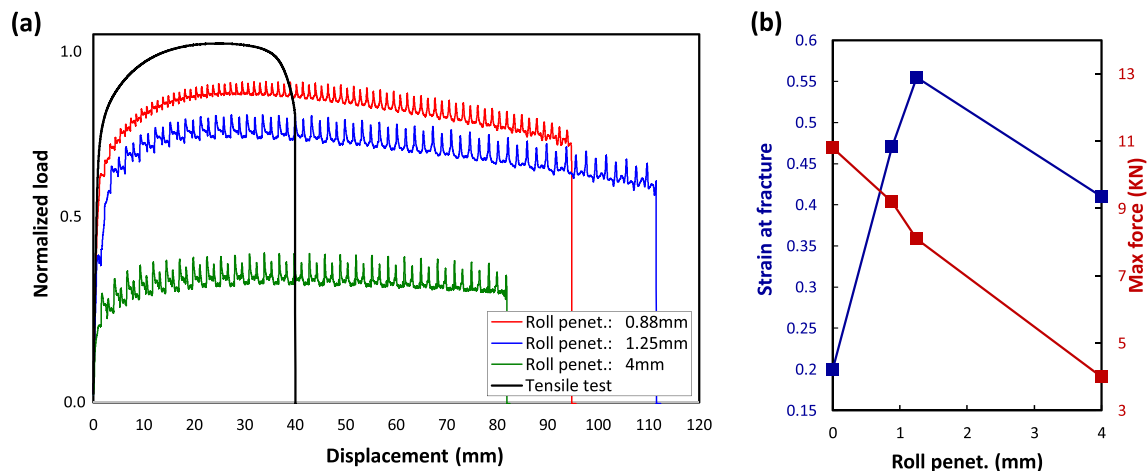 (a)
Normalized load
1.0
0.5
0.0
0 10 20 30 40 50 60 70 80 90 100 110 120
Displacement (mm)
Roll penet.: 0.88mm
Roll penet.: 1.25mm
Roll penet.: 4mm
Tensile test
(b)
Strain at fracture
0.6
0.55
0.5
0.45
0.4
0.35
0.3
0.25
0.2
0.15
0 1 2 3 4
Roll penet. (mm)
13
11
9
7
5
3
Max force (KN)